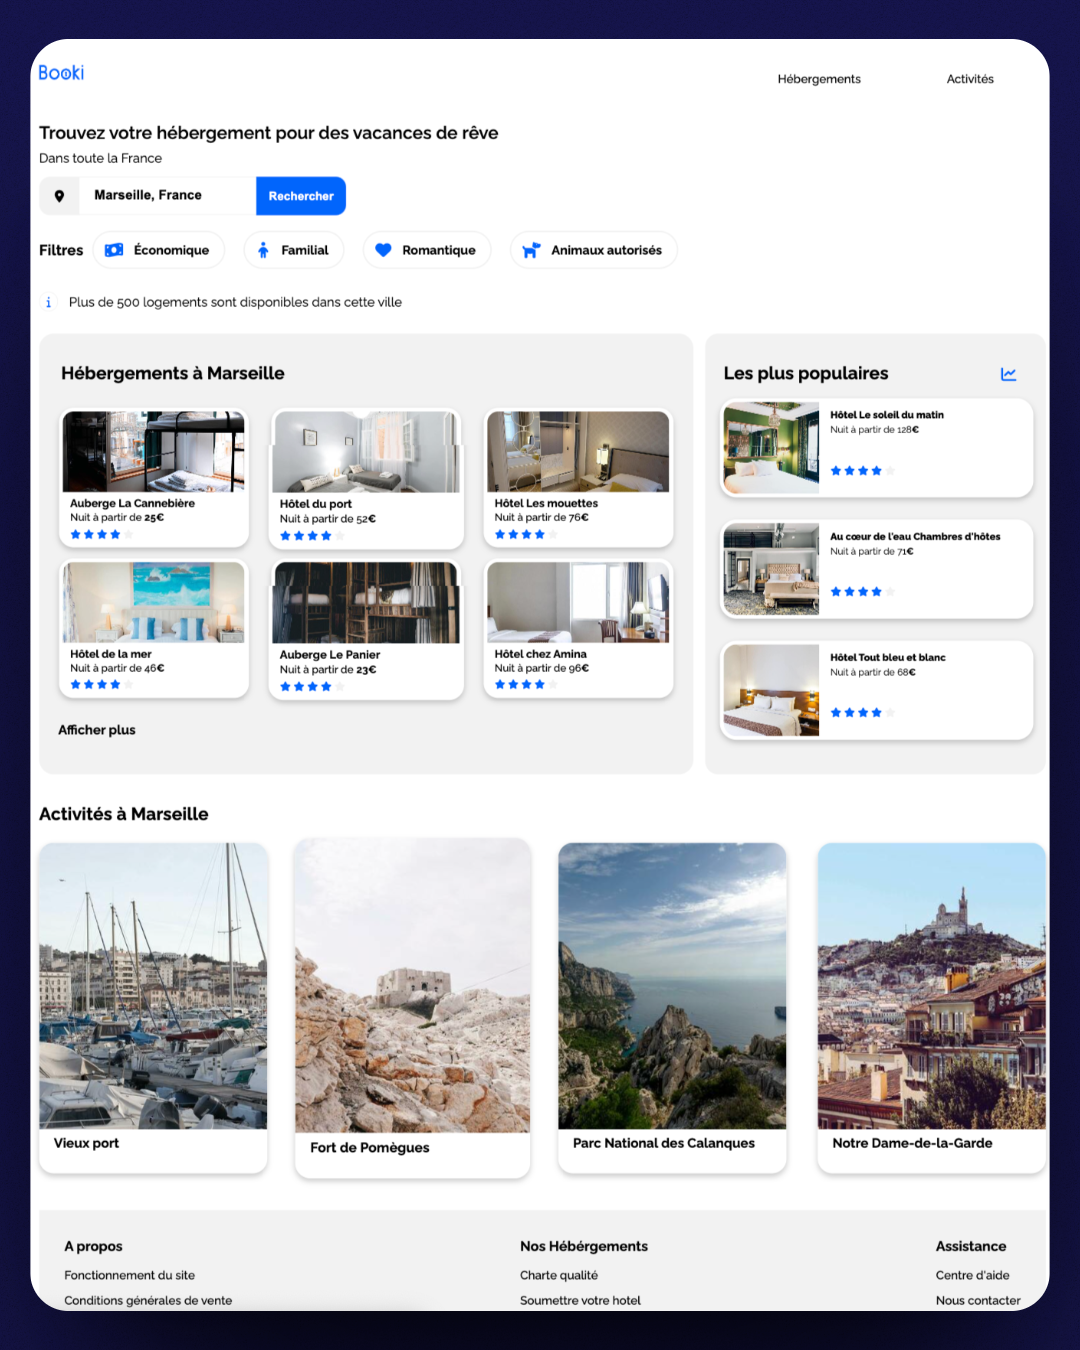 Booki
Hébergements
Activités
Trouvez votre hébergement pour des vacances de rêve
Dans toute la France
Marseille, France
Rechercher
Filtres
Économique
Familial
Romantique
Animaux autorisés
i
Plus de 500 logements sont disponibles dans cette ville
Hébergements à Marseille
Auberge La Cannebière
Nuit à partir de 25€
Hôtel du port
Nuit à partir de 52€
Hôtel Les mouettes
Nuit à partir de 76€
Hôtel de la mer
Nuit à partir de 46€
Auberge Le Panier
Nuit à partir de 23€
Hôtel chez Amina
Nuit à partir de 96€
Afficher plus
Les plus populaires
Hôtel Le soleil du matin
Nuit à partir de 128€
Au cœur de l'eau Chambres d'hôtes
Nuit à partir de 71€
Hôtel Tout bleu et blanc
Nuit à partir de 68€
Activités à Marseille
Vieux port
Fort de Pomègues
Parc National des Calanques
Notre Dame-de-la-Garde
A propos
Fonctionnement du site
Conditions générales de vente
Nos Hébérgements
Charte qualité
Soumettre votre hotel
Assistance
Centre d'aide
Nous contacter